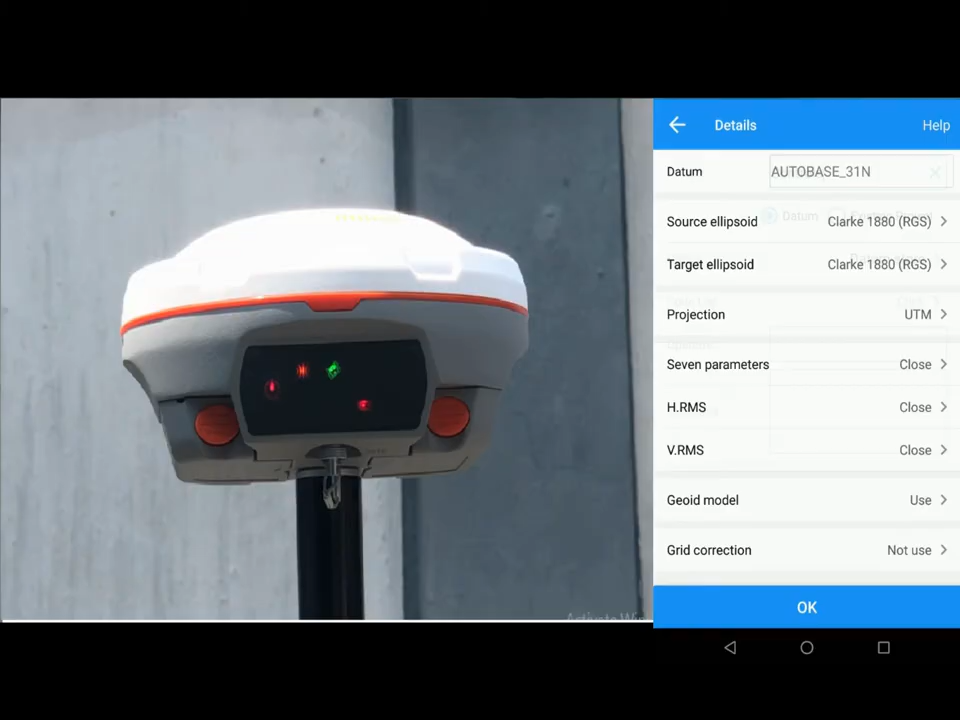 Details
Help
Datum
AUTOBASE_31N
Datum
Source ellipsoid
Clarke 1880 (RGS)
Target ellipsoid
Clarke 1880 (RGS)
Projection
UTM
Seven parameters
Close
H.RMS
Close
V.RMS
Close
Geoid model
Use
Grid correction
Not use
OK